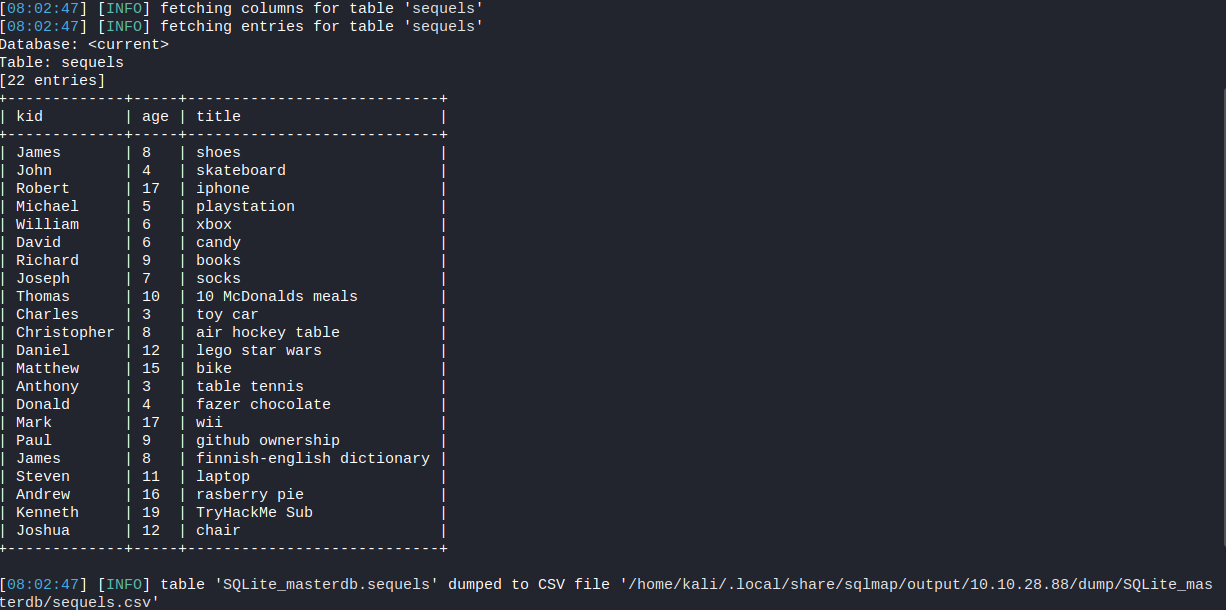 [08:02:47] [INFO] fetching columns for table 'sequels'
[08:02:47] [INFO] fetching entries for table 'sequels'
Database: <current>
Table: sequels
[22 entries]
+-------------+-----+----------------------------+
| kid         | age | title                      |
+-------------+-----+----------------------------+
| James       | 8   | shoes                      |
| John        | 4   | skateboard                 |
| Robert      | 17  | iphone                     |
| Michael     | 5   | playstation                |
| William     | 6   | xbox                       |
| David       | 6   | candy                      |
| Richard     | 9   | books                      |
| Joseph      | 7   | socks                      |
| Thomas      | 10  | 10 McDonalds meals         |
| Charles     | 3   | toy car                    |
| Christopher | 8   | air hockey table           |
| Daniel      | 12  | lego star wars             |
| Matthew     | 15  | bike                       |
| Anthony     | 3   | table tennis               |
| Donald      | 4   | fazer chocolate            |
| Mark        | 17  | wii                        |
| Paul        | 9   | github ownership           |
| James       | 8   | finnish-english dictionary |
| Steven      | 11  | laptop                     |
| Andrew      | 16  | rasberry pie               |
| Kenneth     | 19  | TryHackMe Sub              |
| Joshua      | 12  | chair                      |
+-------------+-----+----------------------------+
[08:02:47] [INFO] table 'SQLite_masterdb.sequels' dumped to CSV file '/home/kali/.local/share/sqlmap/output/10.10.28.88/dump/SQLite_mas
terdb/sequels.csv'